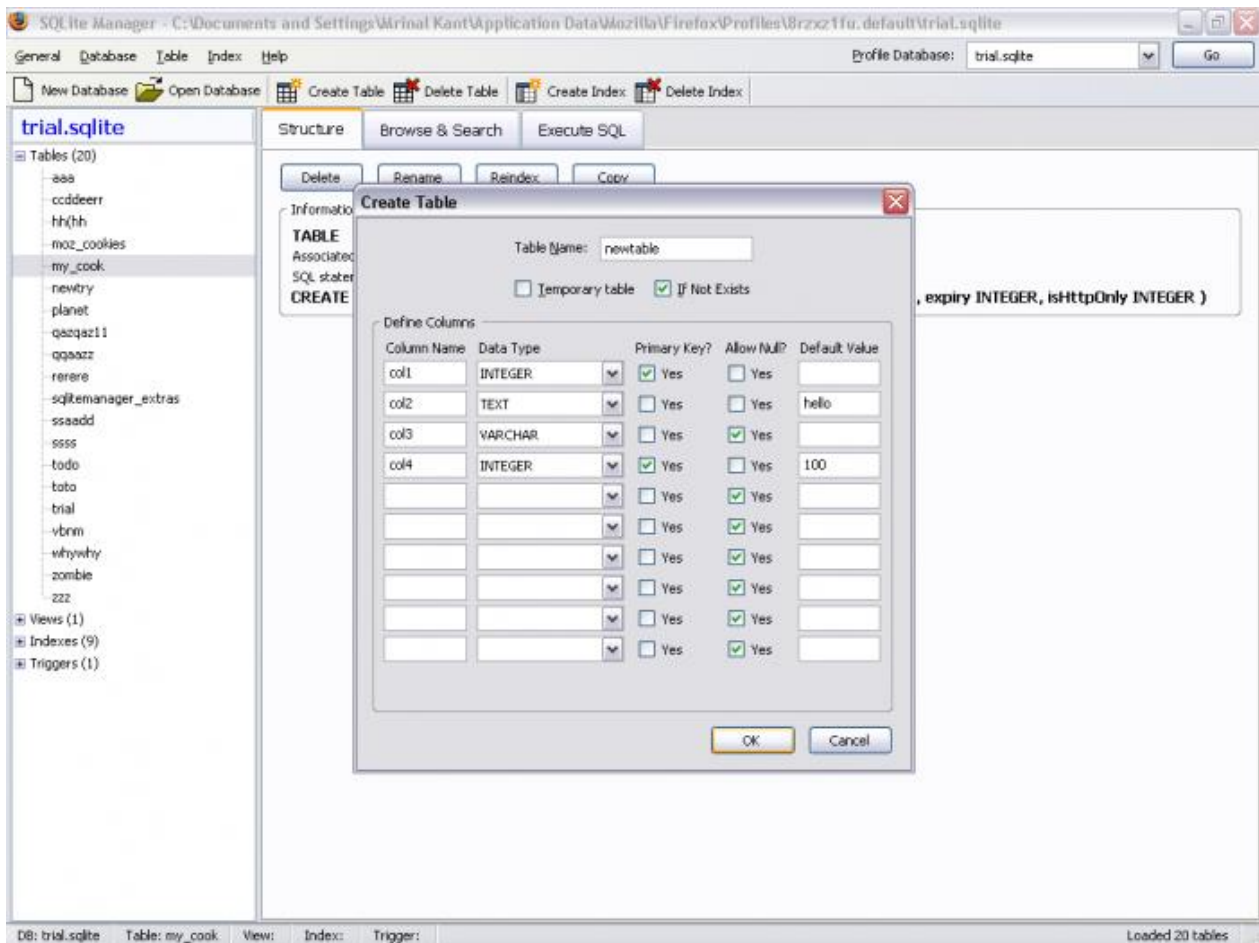 SQLite Manager - C:\Documents and Settings\Mrinal Kant\Application Data\Mozilla\Firefox\Profiles\8rzxz1fu.default\trial.sqlite
General Database Table Index Help Profile Database: trial.sqlite Go
New Database Open Database Create Table Delete Table Create Index Delete Index
trial.sqlite
Tables (20)
aaa
ccddeerr
hh(hh
moz_cookies
my_cook
newtry
planet
qazqaz11
qqaazz
rerere
sqlitemanager_extras
ssaadd
ssss
todo
toto
trial
vbnm
whywhy
zombie
zzz
Views (1)
Indexes (9)
Triggers (1)
Structure Browse & Search Execute SQL
Delete Rename Reindex Copy
Informatio
TABLE
Associated
SQL stater
CREATE , expiry INTEGER, isHttpOnly INTEGER )
Create Table
Table Name: newtable
Temporary table If Not Exists
Define Columns
Column Name Data Type Primary Key? Allow Null? Default Value
col1 INTEGER Yes Yes
col2 TEXT Yes Yes hello
col3 VARCHAR Yes Yes
col4 INTEGER Yes Yes 100
Yes Yes
Yes Yes
Yes Yes
Yes Yes
Yes Yes
Yes Yes
OK Cancel
DB: trial.sqlite Table: my_cook View: Index: Trigger: Loaded 20 tables